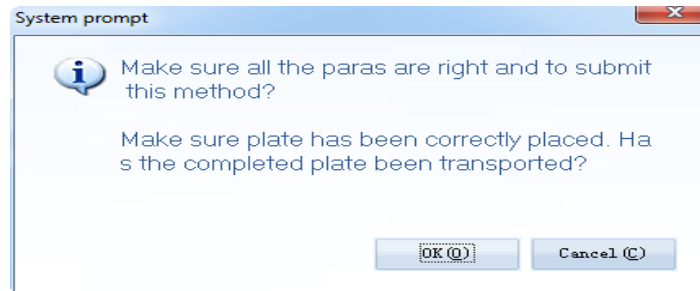 System prompt
Make sure all the paras are right and to submit
this method?
Make sure plate has been correctly placed. Ha
s the completed plate been transported?
OK(O)
Cancel(C)